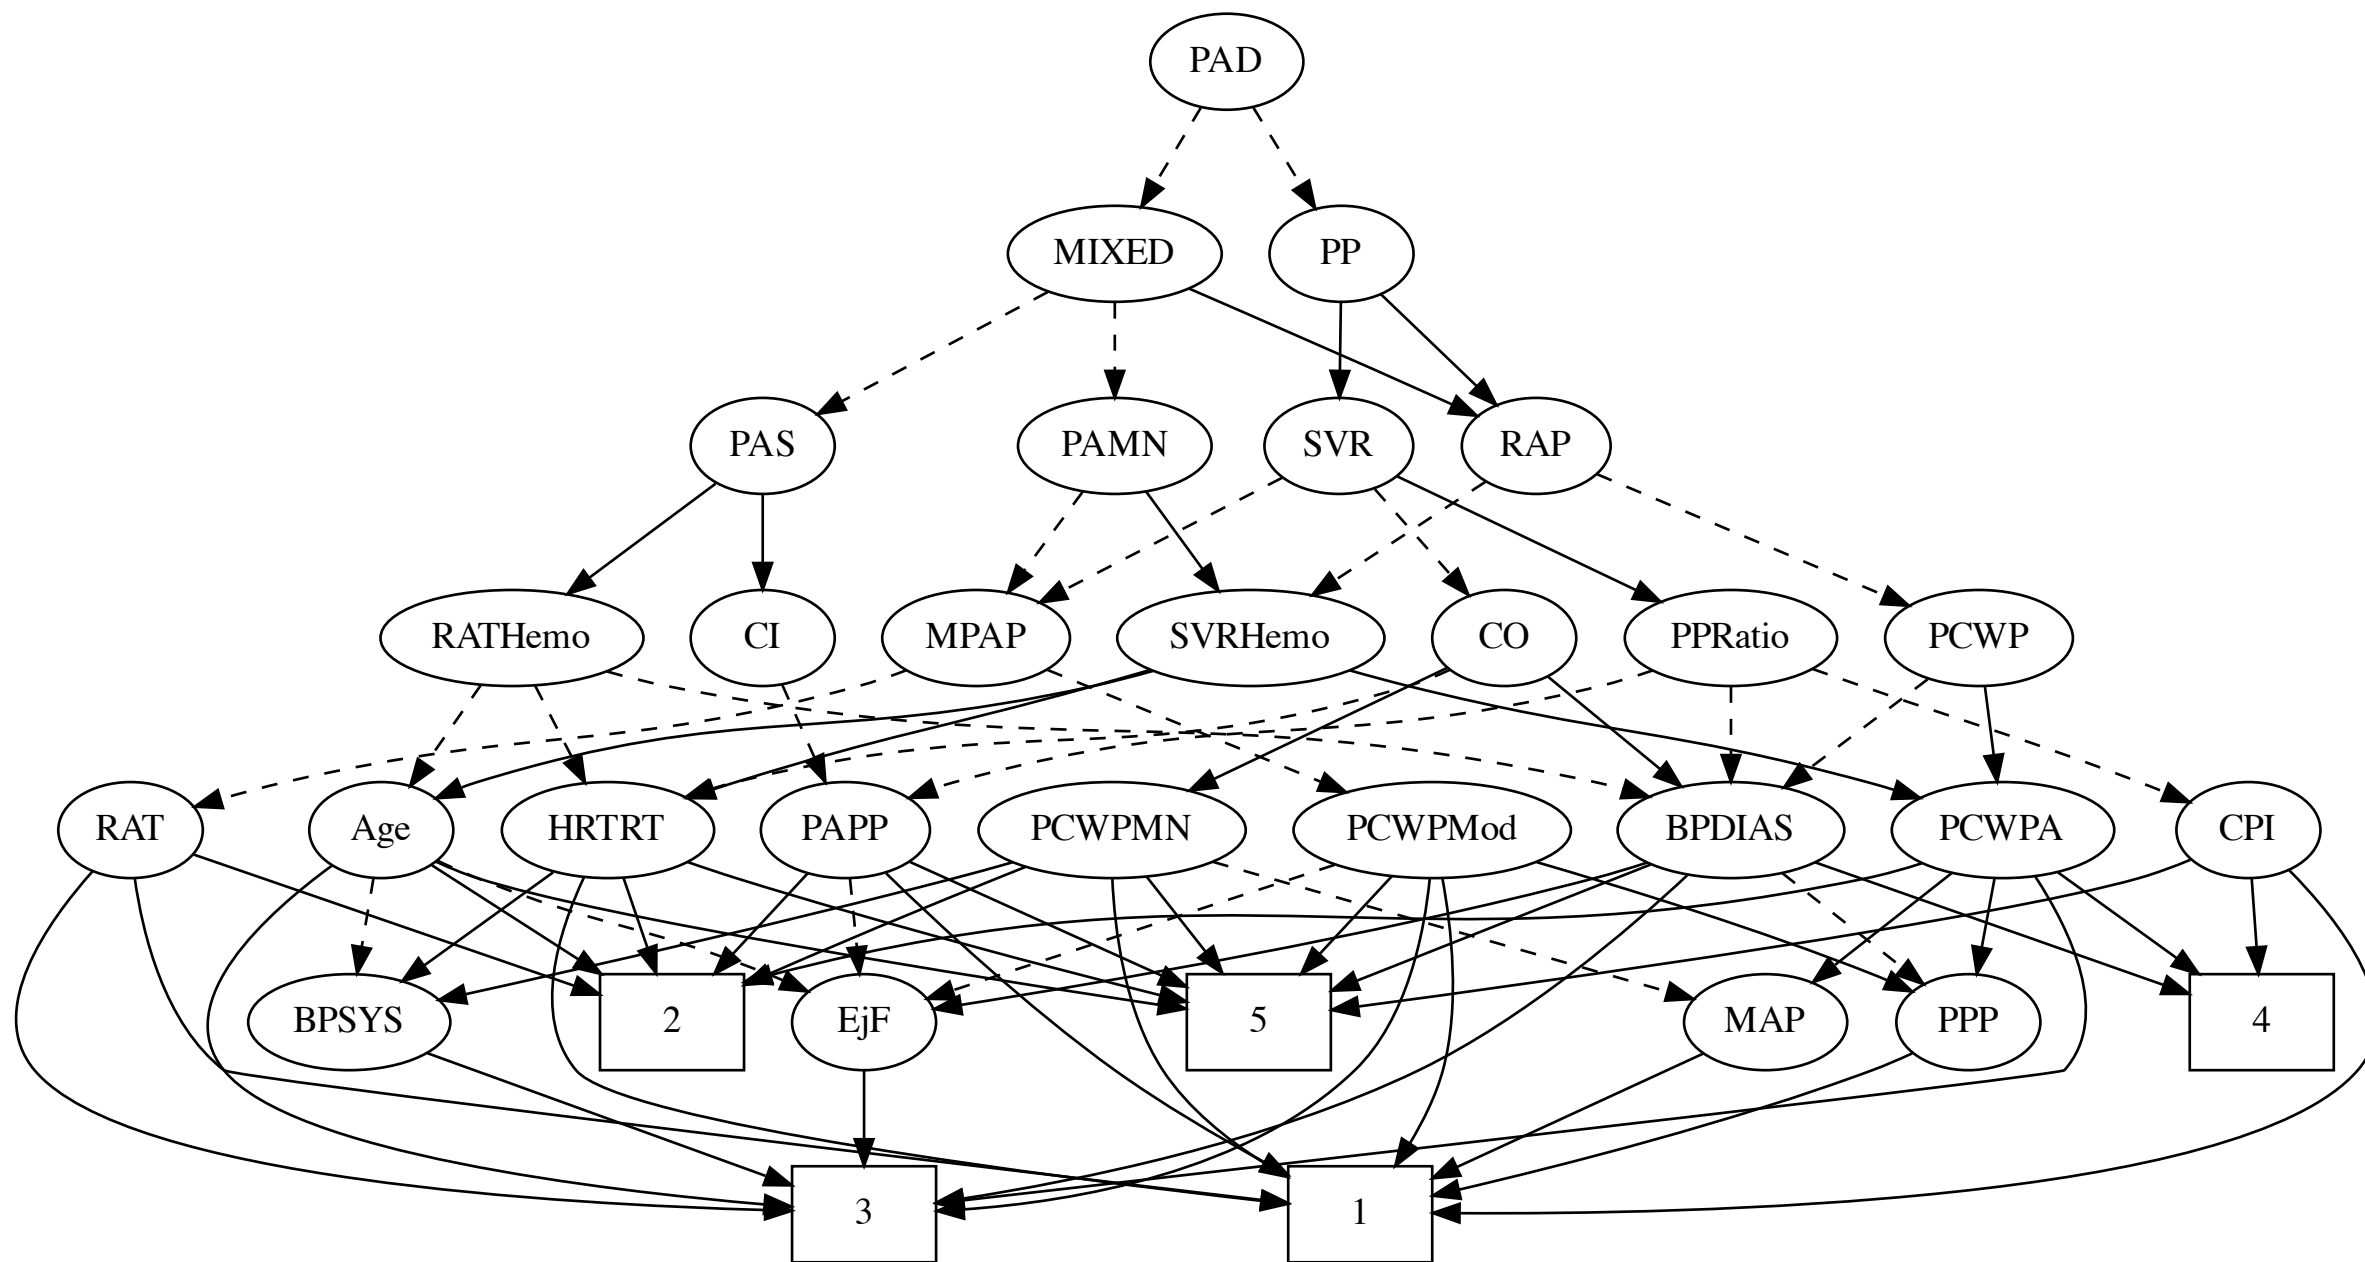 PAD
MIXED
PP
PAS
PAMN
SVR
RAP
RATHemo
CI
MPAP
SVRHemo
CO
PPRatio
PCWP
RAT
Age
HRTRT
PAPP
PCWPMN
PCWPMod
BPDIAS
PCWPA
CPI
BPSYS
2
EjF
5
MAP
PPP
4
3
1